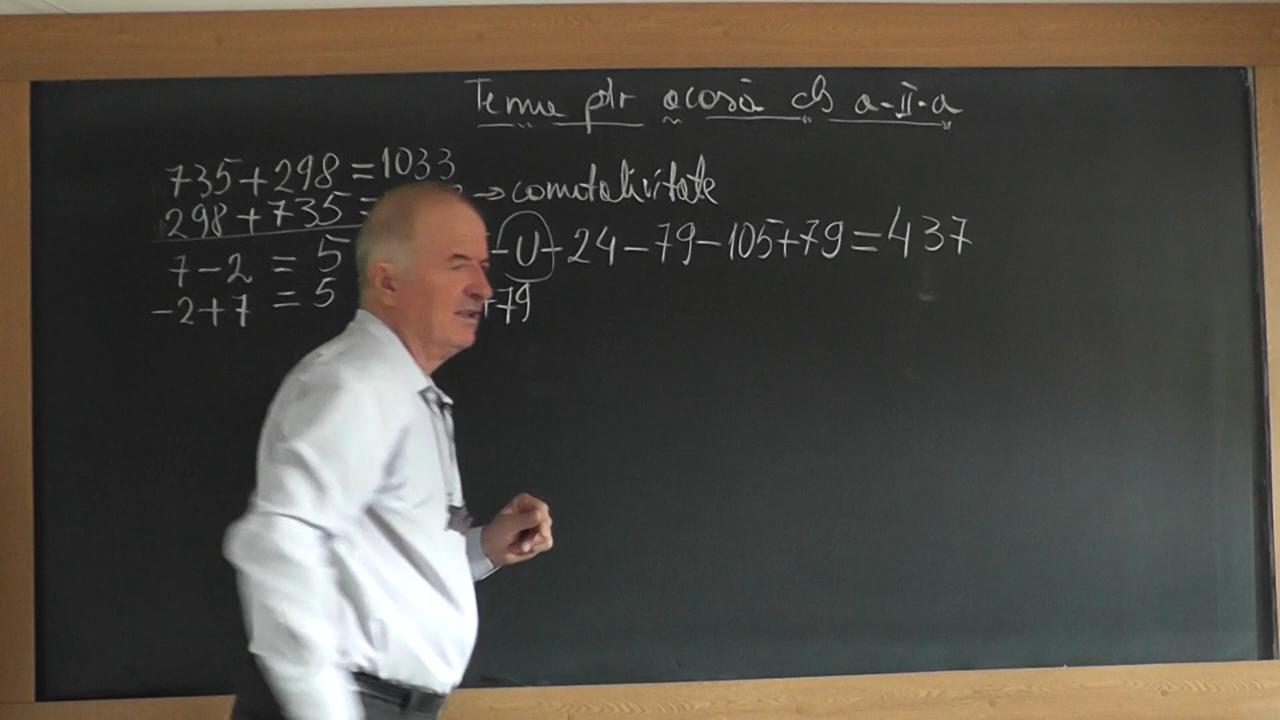 Teme ptr acasă cls a-II-a
735+298=1033
298+735=
→comutativitate
7-2 = 5
-U-24-79-105+79=437
-2+7 = 5
+79